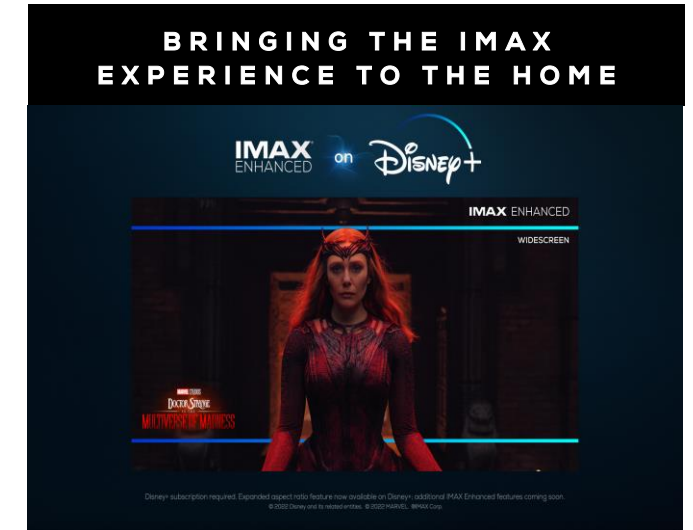 BRINGING THE IMAX
EXPERIENCE TO THE HOME
IMAX
ENHANCED
on
Disney+
IMAX ENHANCED
WIDESCREEN
MARVEL STUDIOS
DOCTOR STRANGE
IN THE
MULTIVERSE OF MADNESS
Disney+ subscription required. Expanded aspect ratio feature now available on Disney+; additional IMAX Enhanced features coming soon.
© 2022 Disney and its related entities. © 2022 MARVEL. ®IMAX Corp.